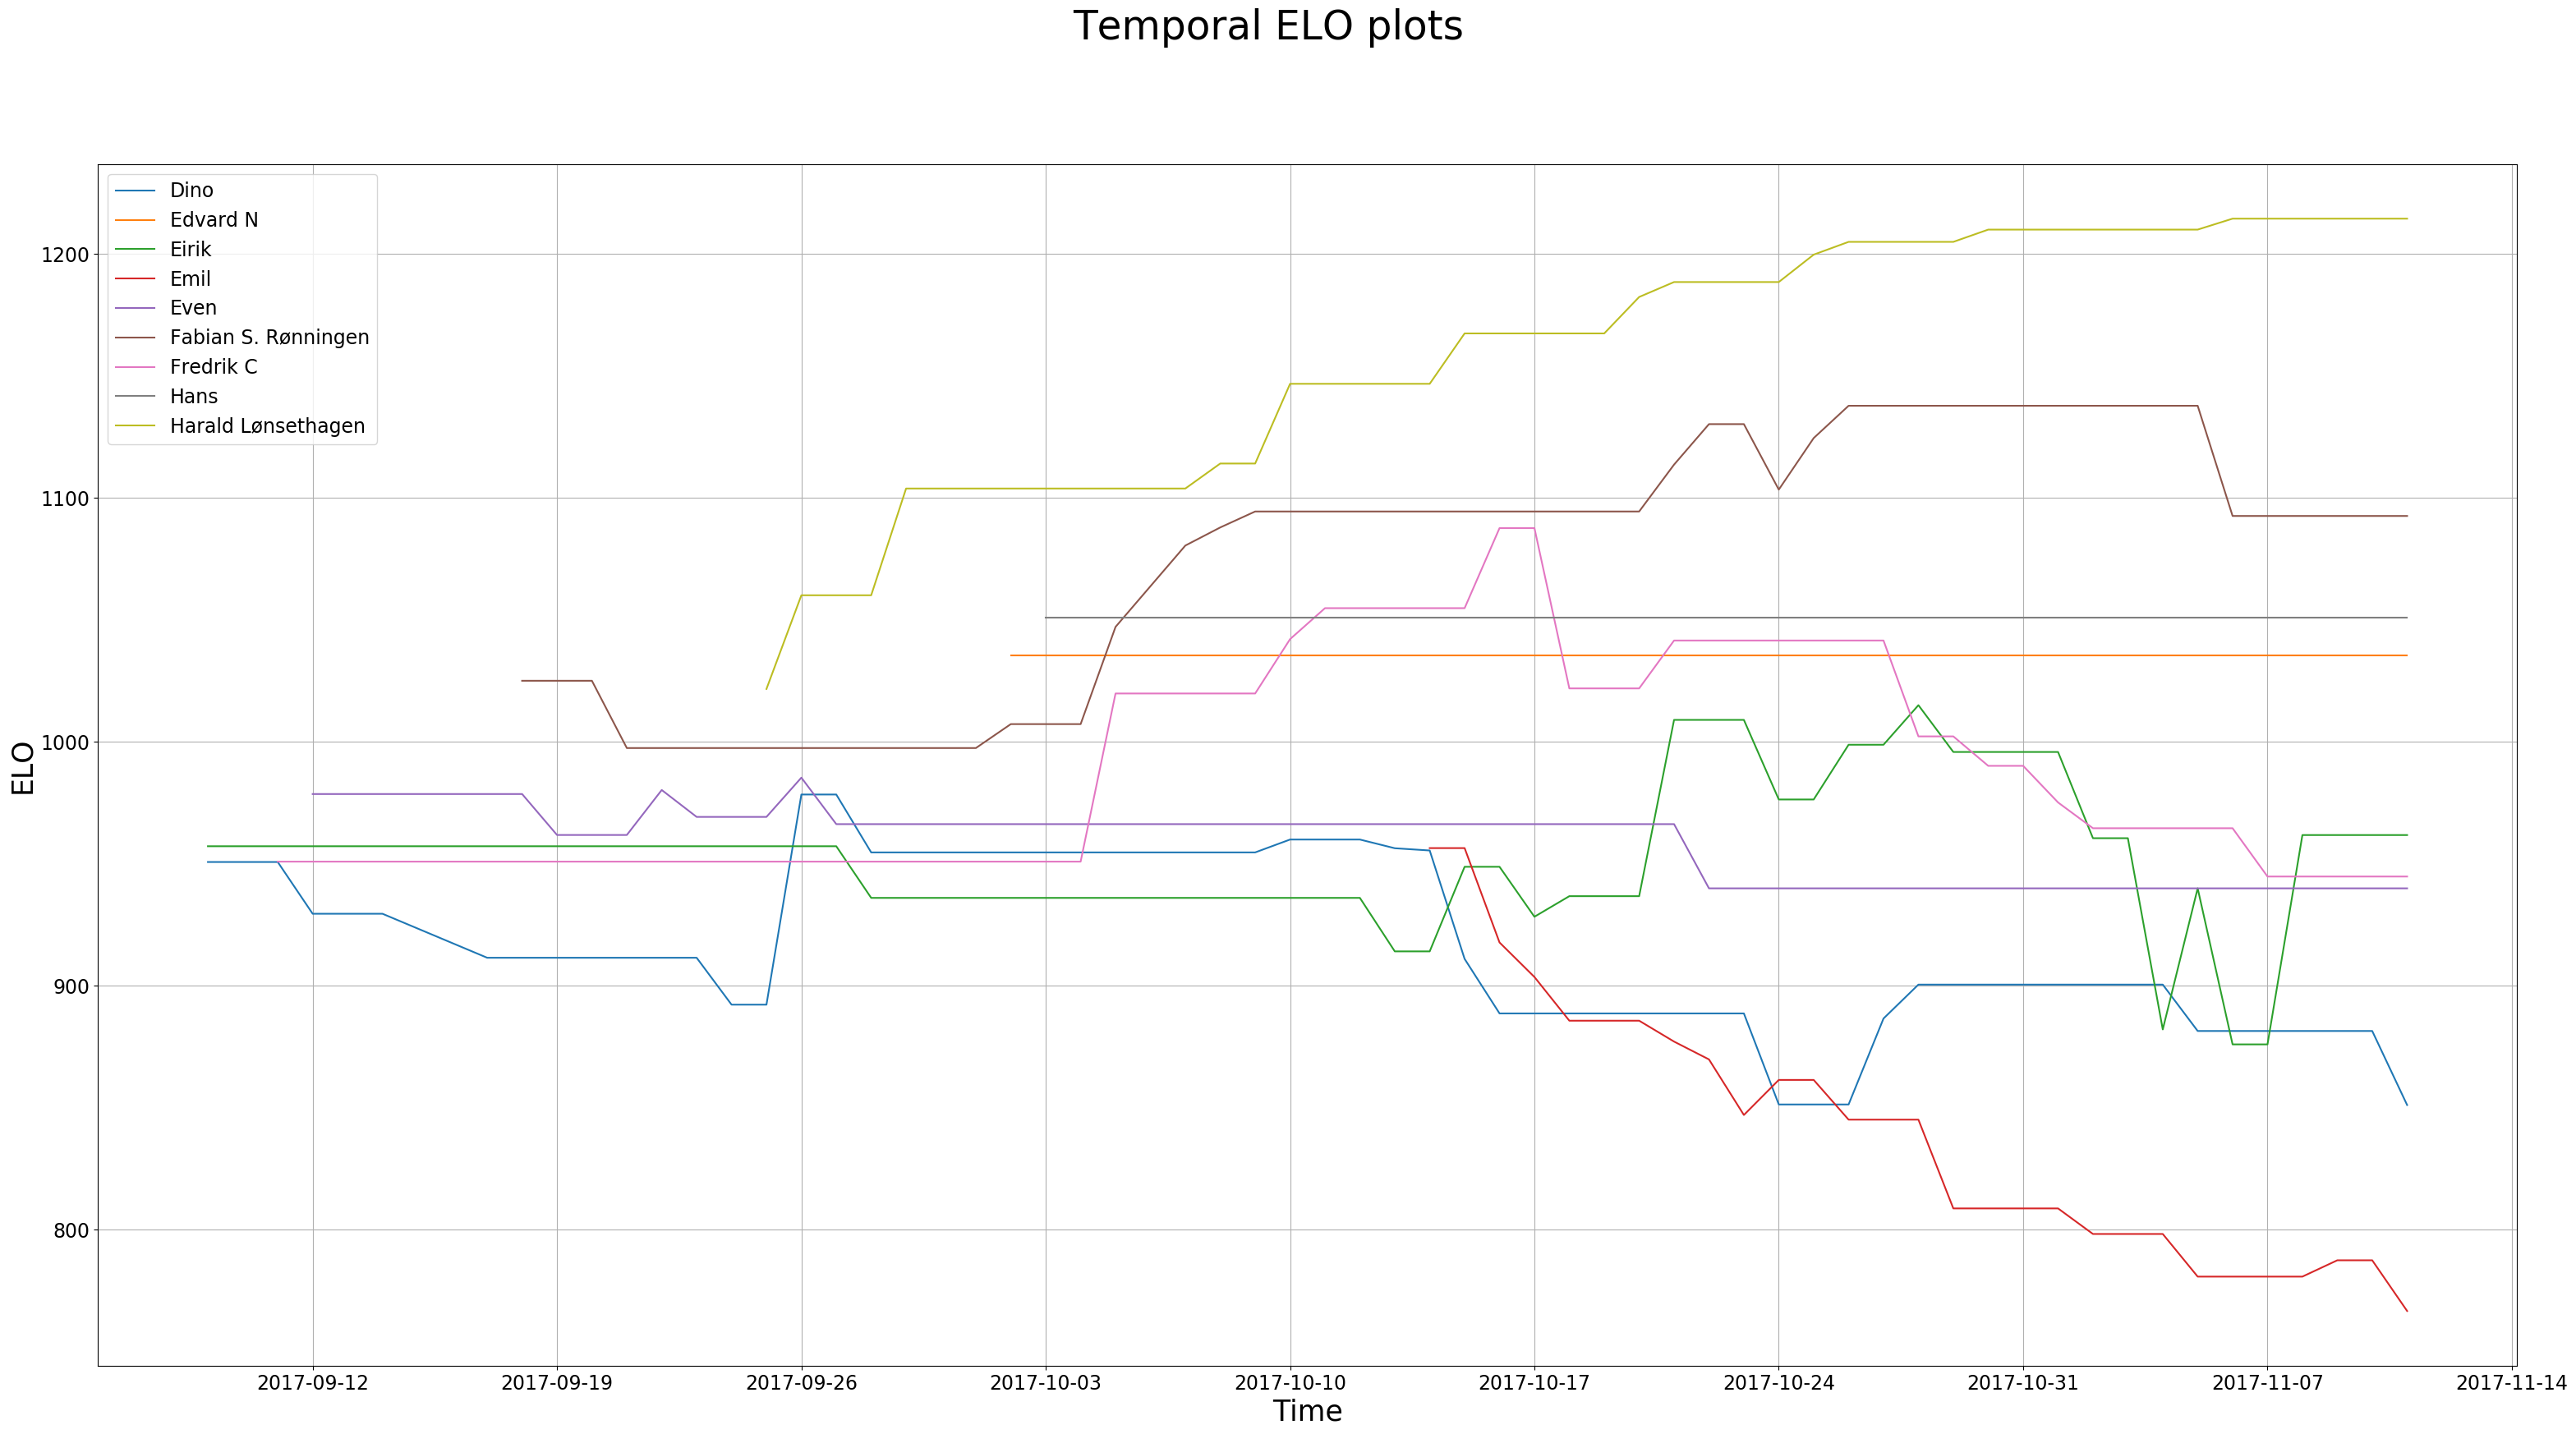 Temporal ELO plots
Dino
Edvard N
Eirik
Emil
Even
Fabian S. Rønningen
Fredrik C
Hans
Harald Lønsethagen
1200
1100
1000
900
800
ELO
2017-09-12 2017-09-19 2017-09-26 2017-10-03 2017-10-10 2017-10-17 2017-10-24 2017-10-31 2017-11-07 2017-11-14
Time